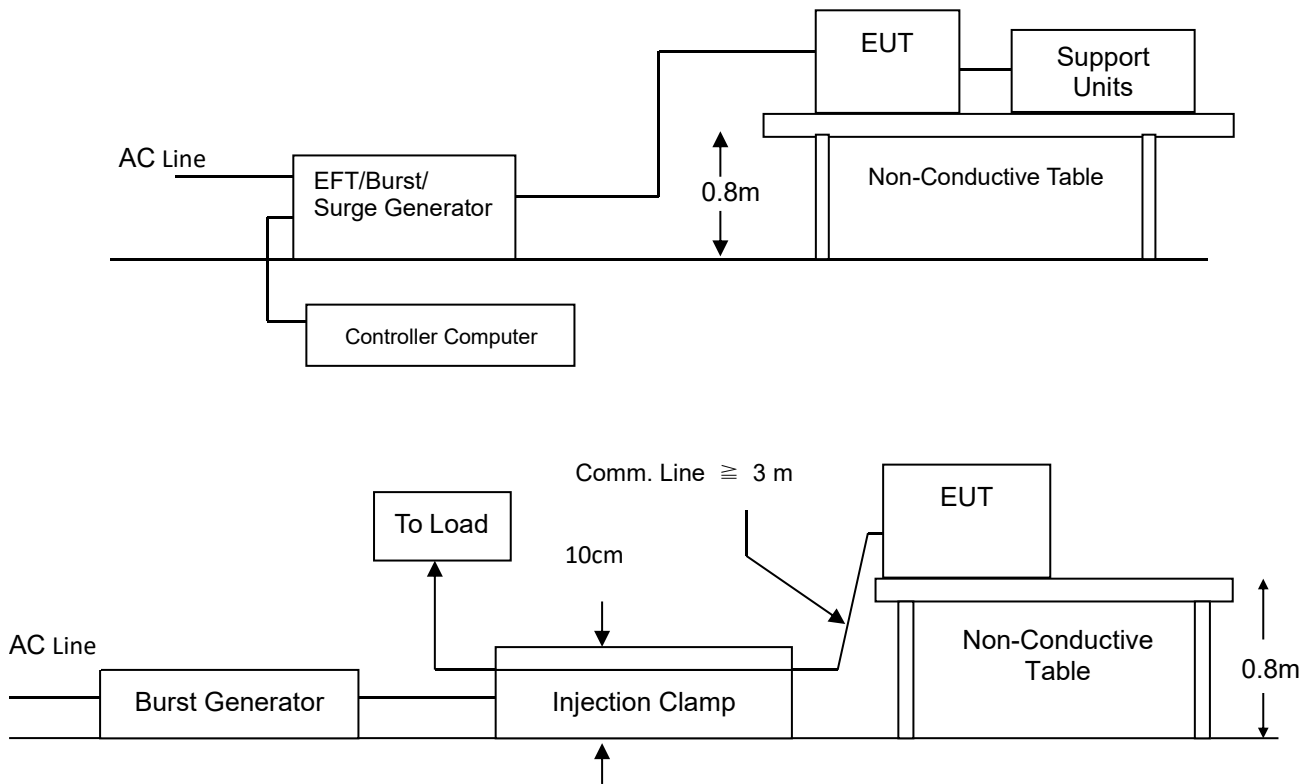 EUT
Support
Units
AC Line
EFT/Burst/
Surge Generator
0.8m
Non-Conductive Table
Controller Computer
Comm. Line ≧ 3 m
EUT
To Load
10cm
AC Line
Non-Conductive
Table
0.8m
Burst Generator
Injection Clamp